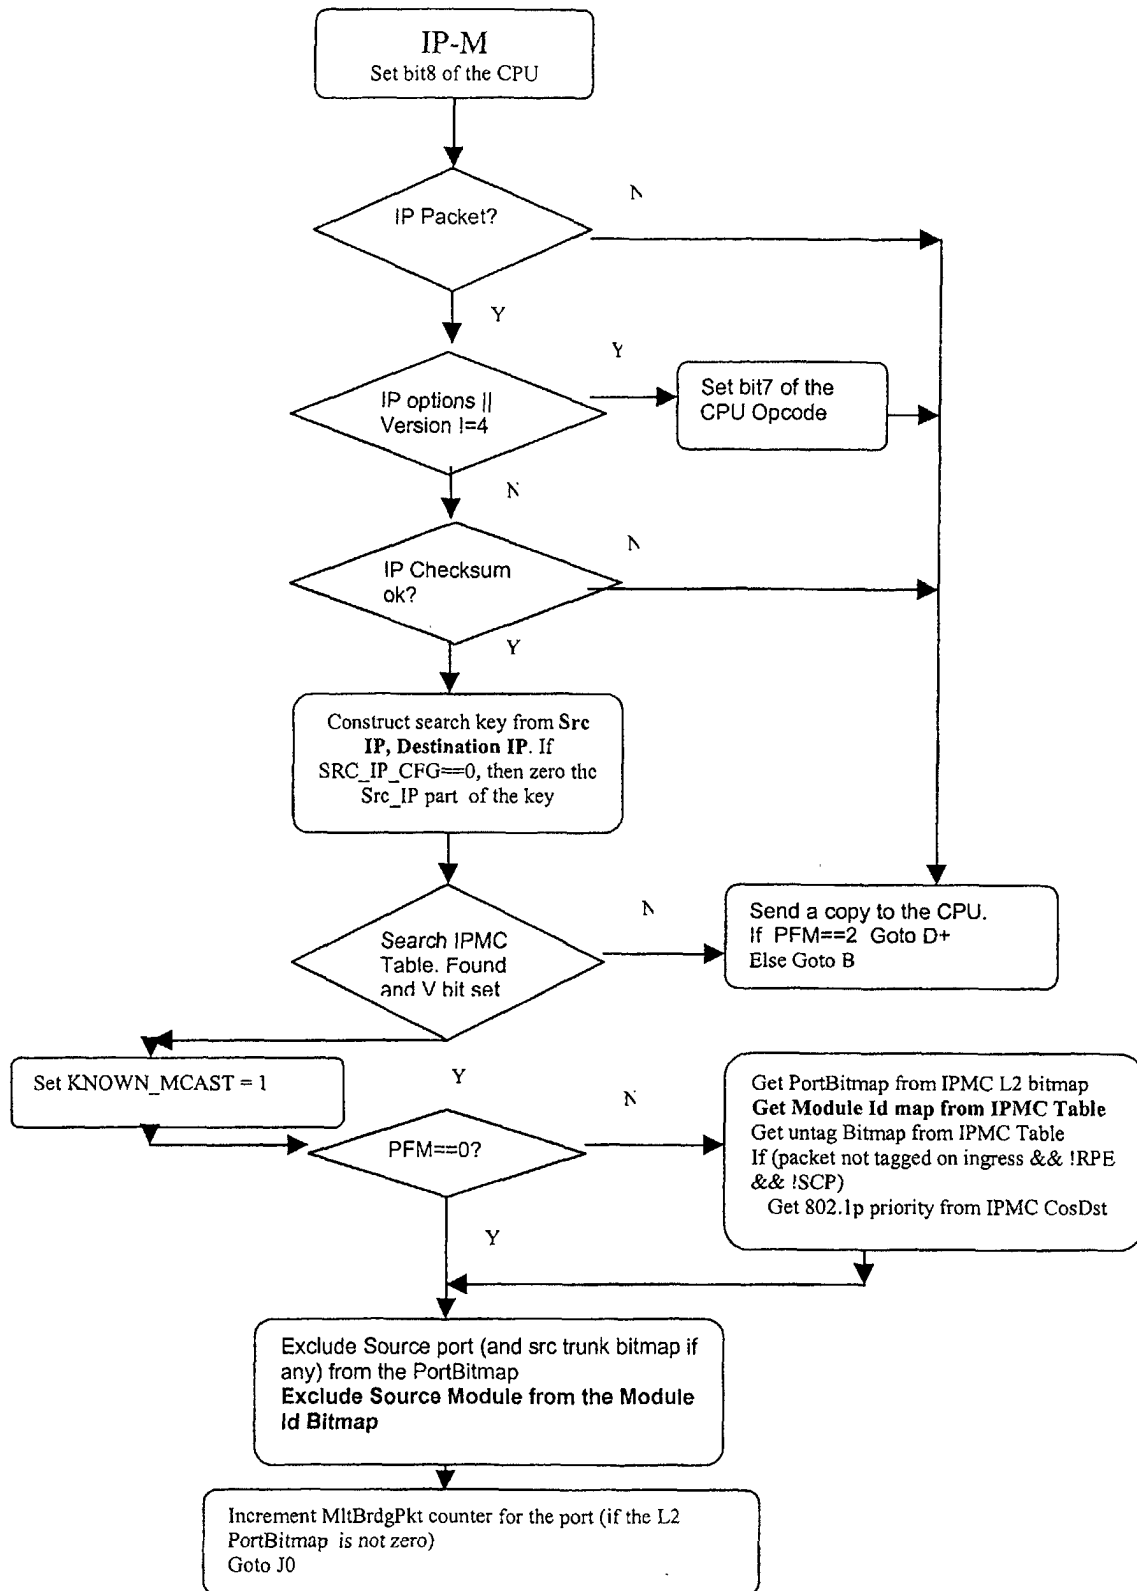 IP-M
Set bit8 of the CPU
IP Packet?
N
Y
IP options ||
Version !=4
Y
Set bit7 of the
CPU Opcode
N
IP Checksum
ok?
N
Y
Construct search key from Src
IP, Destination IP. If
SRC_IP_CFG==0, then zero the
Src_IP part of the key
Search IPMC
Table. Found
and V bit set
N
Send a copy to the CPU.
If PFM==2 Goto D+
Else Goto B
Set KNOWN_MCAST = 1
Y
PFM==0?
N
Get PortBitmap from IPMC L2 bitmap
Get Module Id map from IPMC Table
Get untag Bitmap from IPMC Table
If (packet not tagged on ingress && !RPE
&& !SCP)
Get 802.1p priority from IPMC CosDst
Y
Exclude Source port (and src trunk bitmap if
any) from the PortBitmap
Exclude Source Module from the Module
Id Bitmap
Increment MltBrdgPkt counter for the port (if the L2
PortBitmap is not zero)
Goto J0